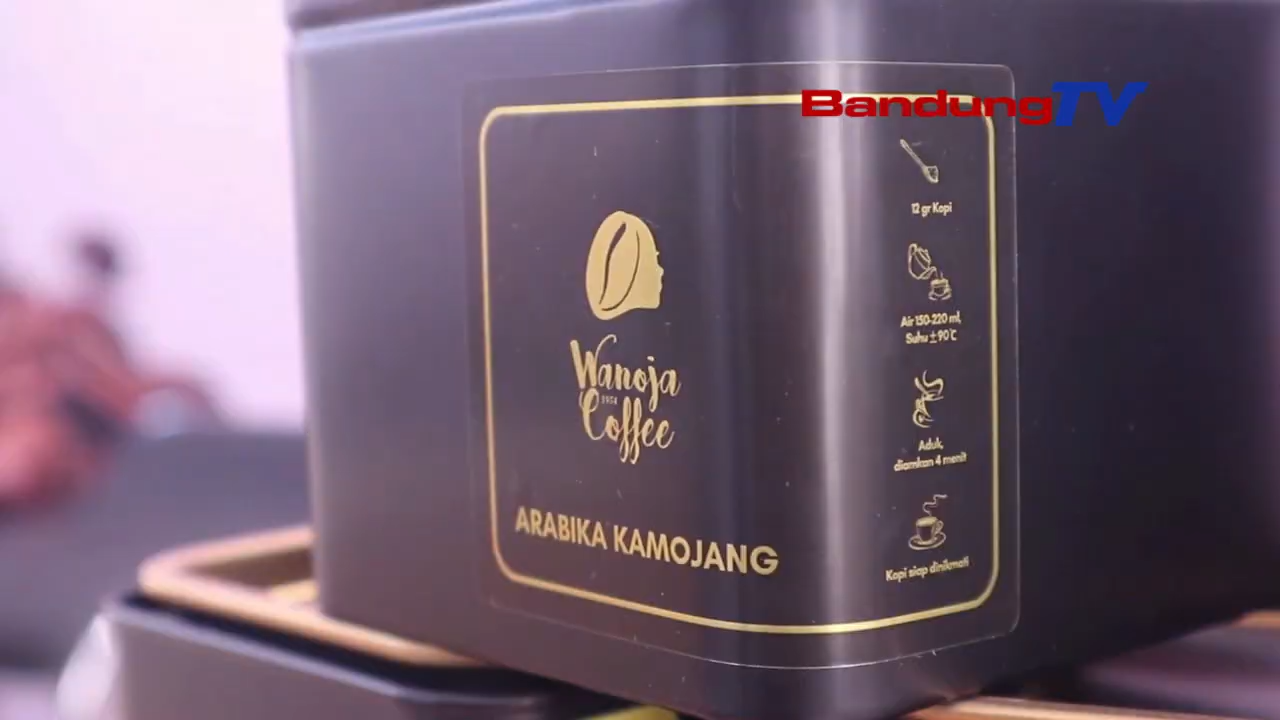 BandungTV
12 gr Kopi
Air 150-220 ml,
Suhu ±90°C
Aduk,
diamkan 4 menit
Kopi siap dinikmati
Wanoja
1974
Coffee
ARABIKA KAMOJANG